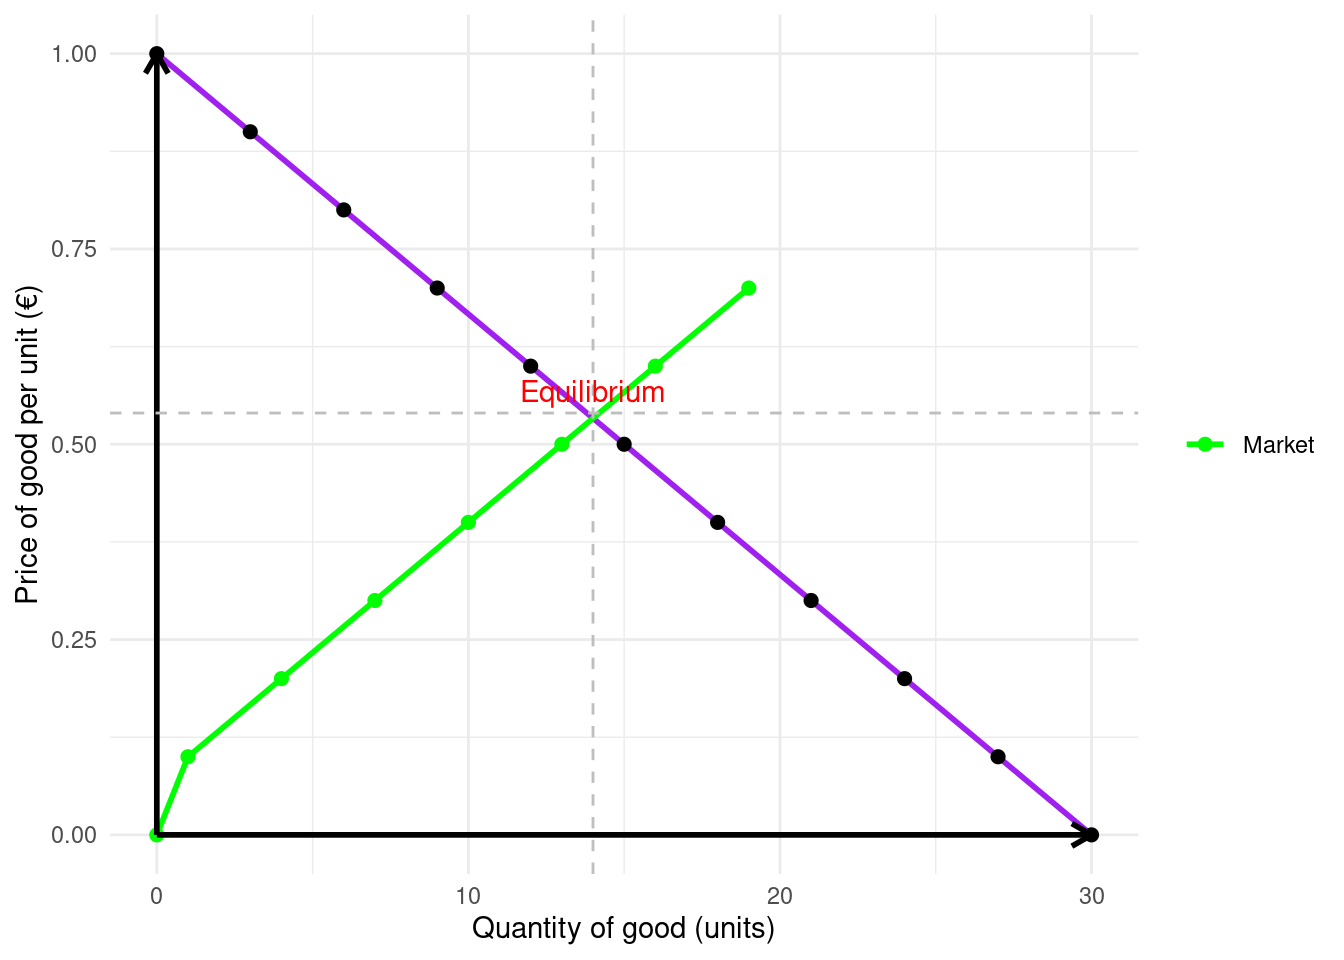 1.00
0.75
0.50
0.25
0.00
Price of good per unit (€)
Equilibrium
Market
0
10
20
30
Quantity of good (units)